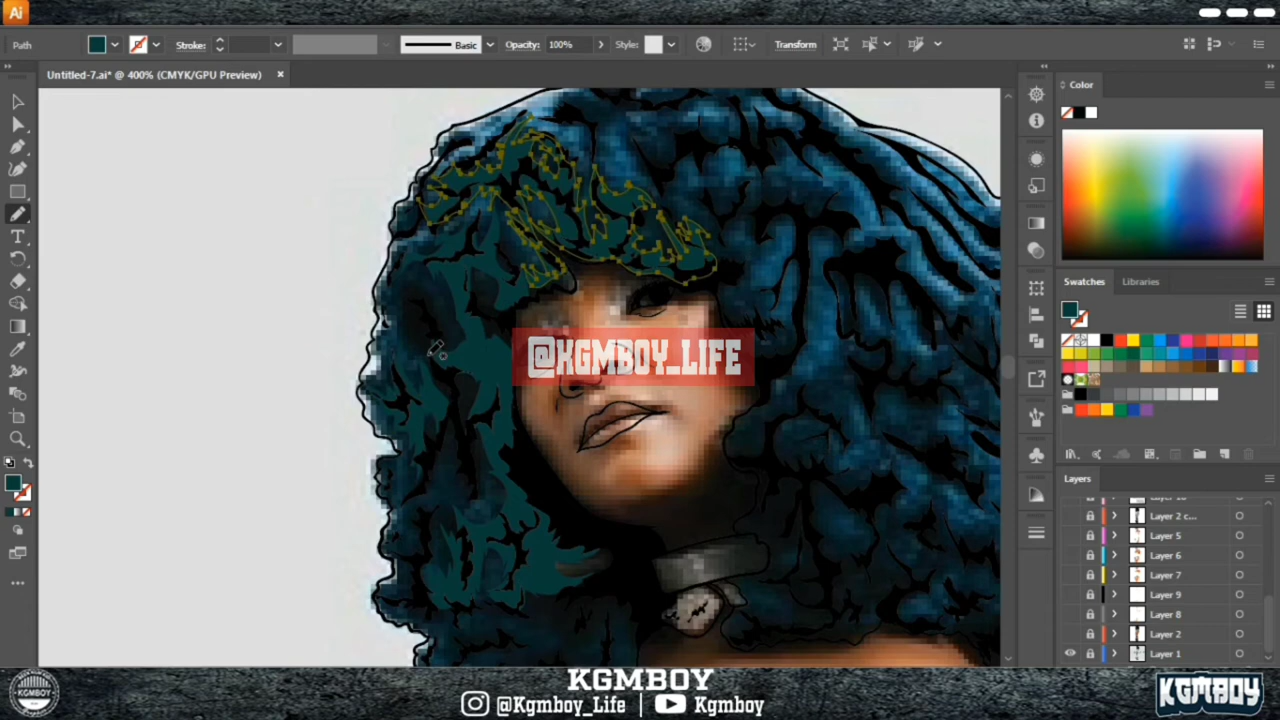 Ai
Path
Stroke:
Basic
Opacity:
100%
Style:
Transform
Untitled-7.ai* @ 400% (CMYK/GPU Preview)
×
Color
Swatches
Libraries
@KGMBOY_LIFE
Layers
Layer 2 c...
Layer 5
Layer 6
Layer 7
Layer 9
Layer 8
Layer 2
Layer 1
KGMBOY
KGMBOY
@Kgmboy_Life | Kgmboy
KGMBOY